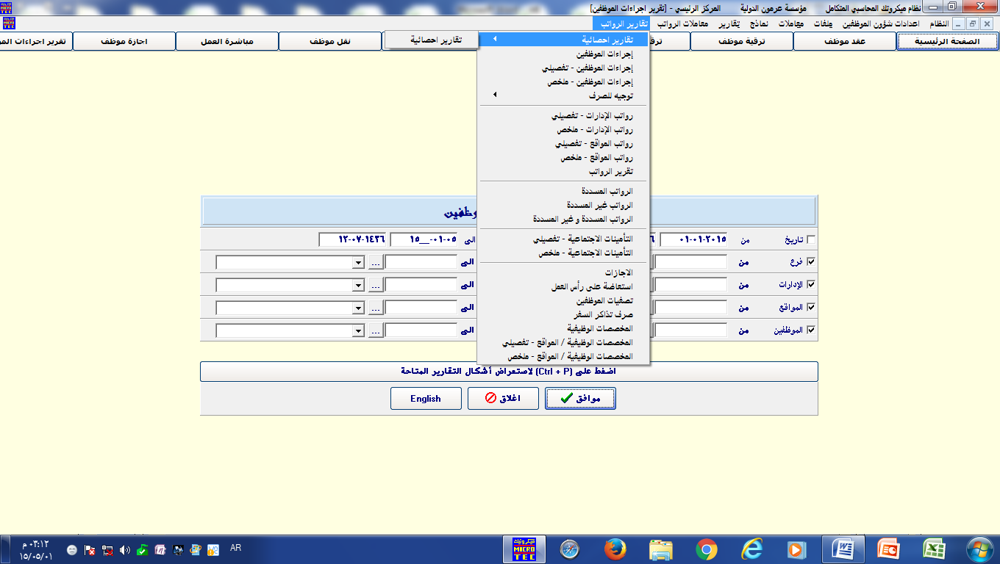 نظام ميكروتك المحاسبي المتكامل مؤسسة عرمون الدولية المركز الرئيسي - [تقرير اجراءات الموظفين]
النظام اعدادات شؤون الموظفين ملفات معاملات نماذج تقارير معاملات الرواتب تقارير الرواتب
الصفحة الرئيسية عقد موظف ترقية موظف نقل موظف مباشرة العمل اجازة موظف تقرير اجراءات المو
تقارير احصائية
تقارير احصائية
إجراءات الموظفين
إجراءات الموظفين - تفصيلي
إجراءات الموظفين - ملخص
توجيه للصرف
رواتب الإدارات - تفصيلي
رواتب الإدارات - ملخص
رواتب المواقع - تفصيلي
رواتب المواقع - ملخص
تقرير الرواتب
الرواتب المسددة
الرواتب غير المسددة
الرواتب المسددة و غير المسددة
التأمينات الاجتماعية - تفصيلي
التأمينات الاجتماعية - ملخص
الاجازات
استعاضة على رأس العمل
تصفيات الموظفين
صرف تذاكر السفر
المخصصات الوظيفية
المخصصات الوظيفية / المواقع - تفصيلي
المخصصات الوظيفية / المواقع - ملخص
وظفين
تاريخ من ٠١-٠١-٢٠١٥ ٦ الى ٠٥-٠١-__١٥ ١٢-٠٧-١٤٣٦
فرع من الى ...
الإدارات من الى ...
المواقع من الى ...
الموظفين من الى ...
اضغط على (Ctrl + P) لاستعراض أشكال التقارير المتاحة
موافق اغلاق English
ميكروتك
MICRO
TEC
AR
٠٣:١٢ م
١٥/٠٥/٠١